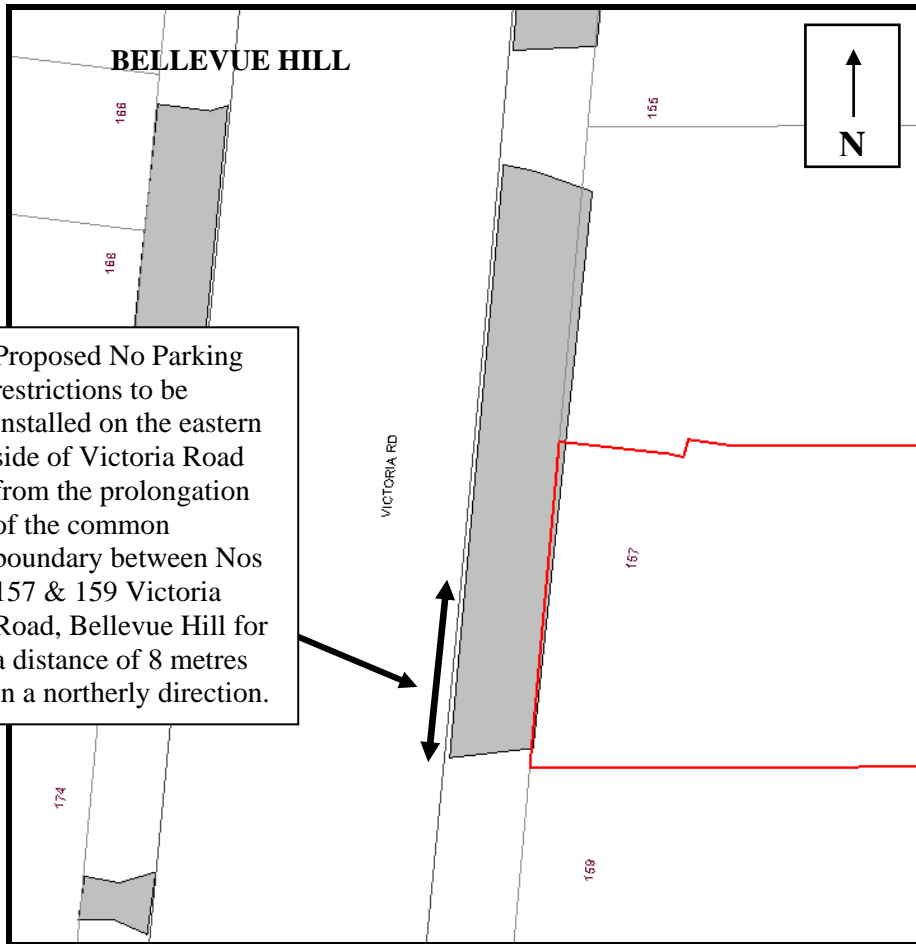 BELLEVUE HILL
166
155
N
168
Proposed No Parking
restrictions to be
nstalled on the eastern
side of Victoria Road
from the prolongation
of the common
boundary between Nos
157 & 159 Victoria
Road, Bellevue Hill for
a distance of 8 metres
n a northerly direction.
VICTORIA RD
157
174
159